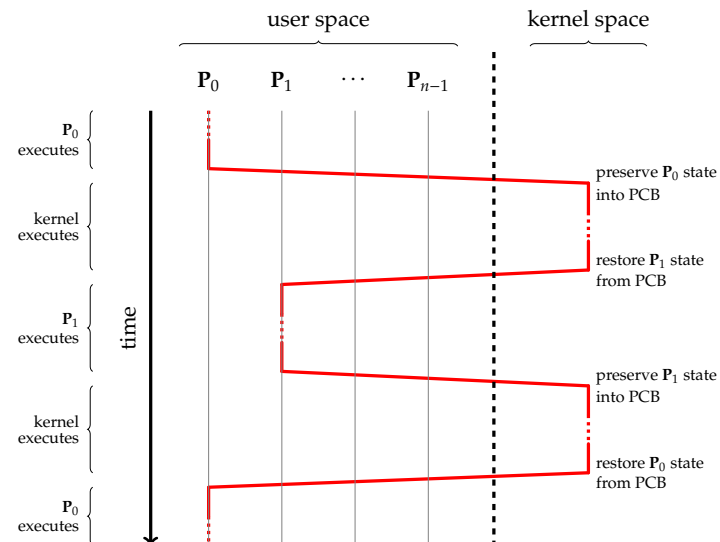 user space
kernel space
P0
P1
⋯
Pn−1
P0
executes
preserve P0 state
into PCB
kernel
executes
restore P1 state
from PCB
P1
executes
time
preserve P1 state
into PCB
kernel
executes
restore P0 state
from PCB
P0
executes